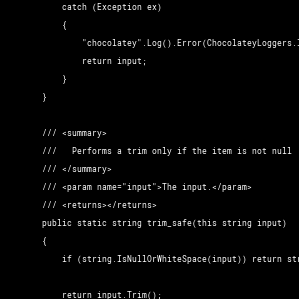 catch (Exception ex)
{
"chocolatey".Log().Error(ChocolateyLoggers.
return input;
}
}
/// <summary>
///   Performs a trim only if the item is not null
/// </summary>
/// <param name="input">The input.</param>
/// <returns></returns>
public static string trim_safe(this string input)
{
if (string.IsNullOrWhiteSpace(input)) return
return input.Trim();